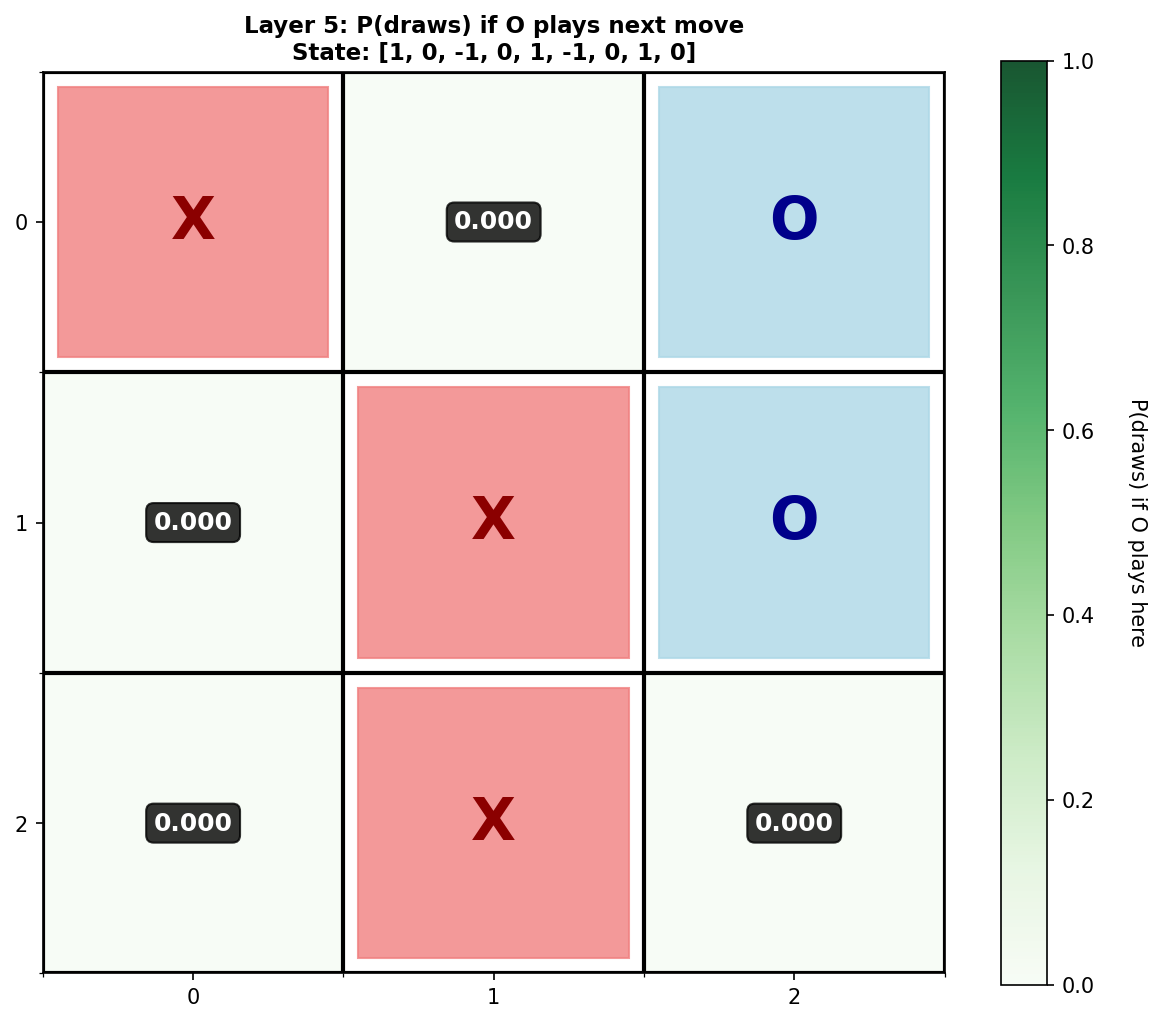 Layer 5: P(draws) if O plays next move
State: [1, 0, -1, 0, 1, -1, 0, 1, 0]
X
0.000
O
0.000
X
O
0.000
X
0.000
0
1
2
0
1
2
1.0
0.8
0.6
0.4
0.2
0.0
P(draws) if O plays here